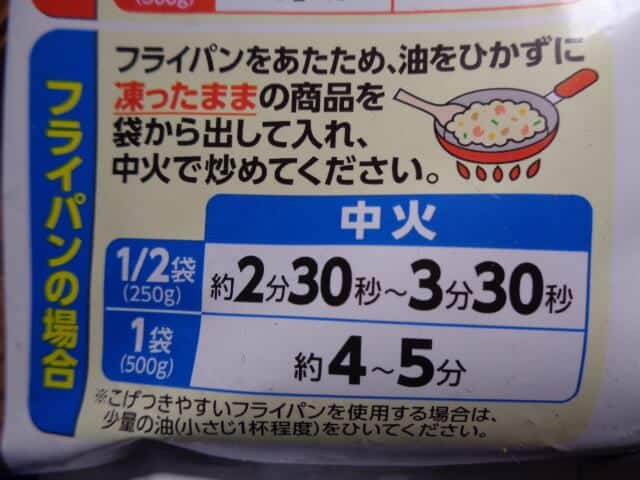 フライパンの場合
フライパンをあたため、油をひかずに
凍ったままの商品を
袋から出して入れ、
中火で炒めてください。
中火
1/2袋
(250g)
約2分30秒～3分30秒
1袋
(500g)
約4～5分
※こげつきやすいフライパンを使用する場合は、
少量の油(小さじ1杯程度)をひいてください。